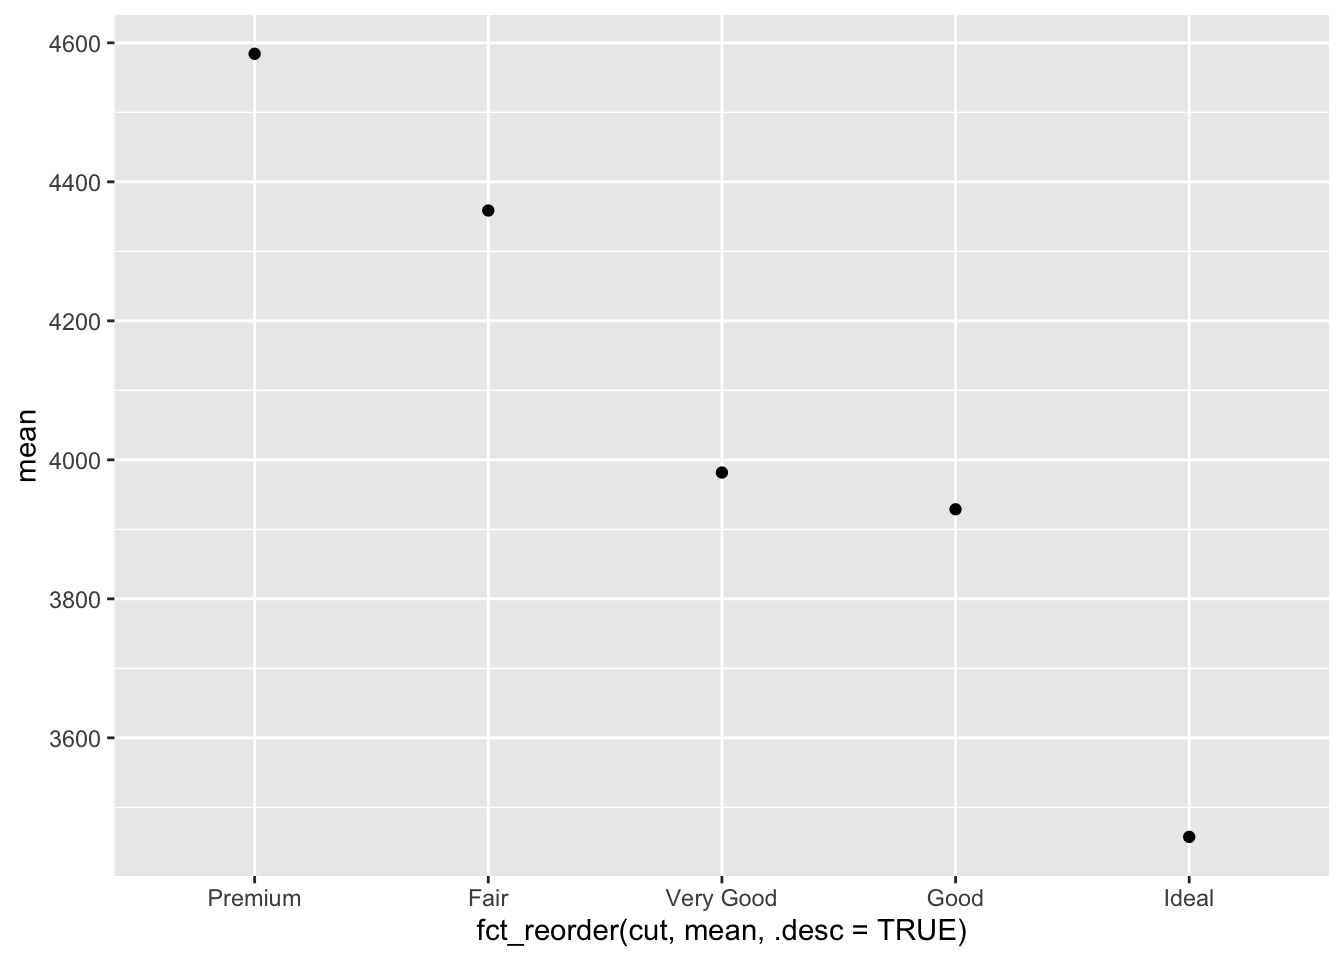 4600
4400
4200
4000
3800
3600
mean
Premium Fair Very Good Good Ideal
fct_reorder(cut, mean, .desc = TRUE)